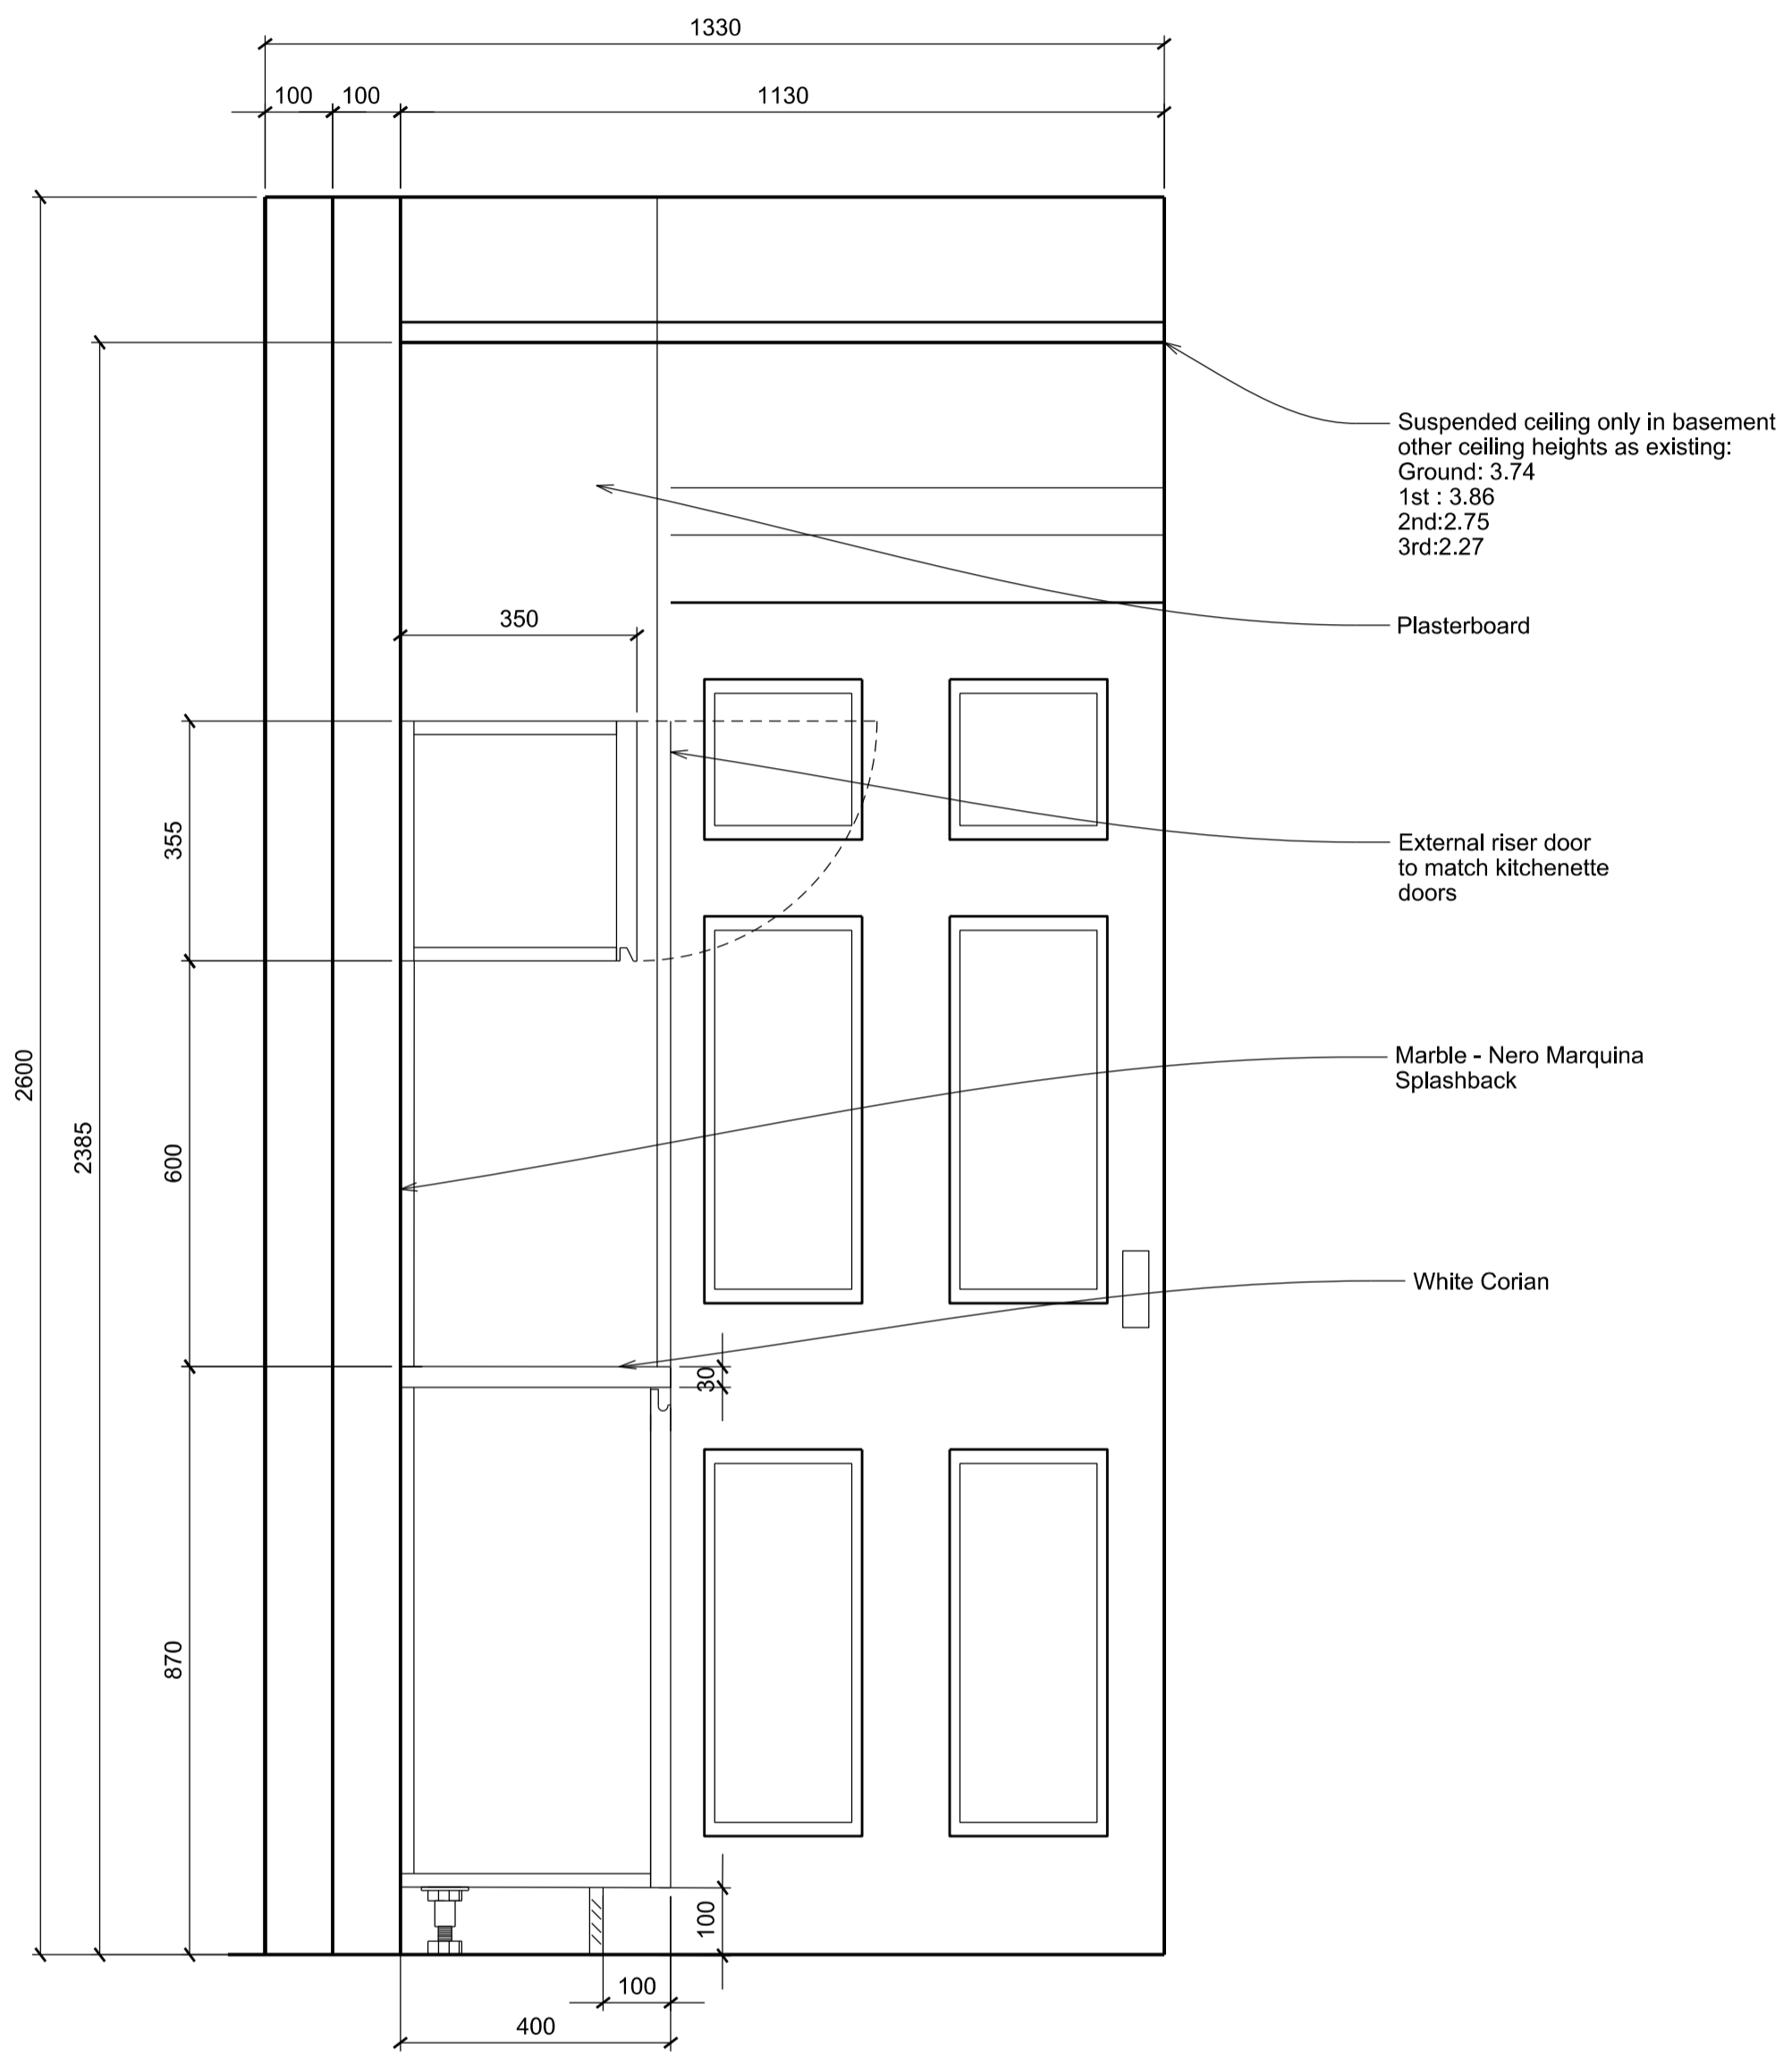 1330
100
100
1130
Suspended ceiling only in basement
other ceiling heights as existing:
Ground: 3.74
1st : 3.86
2nd:2.75
3rd:2.27
350
Plasterboard
355
External riser door
to match kitchenette
doors
2600
2385
600
Marble - Nero Marquina
Splashback
White Corian
30
870
100
100
400